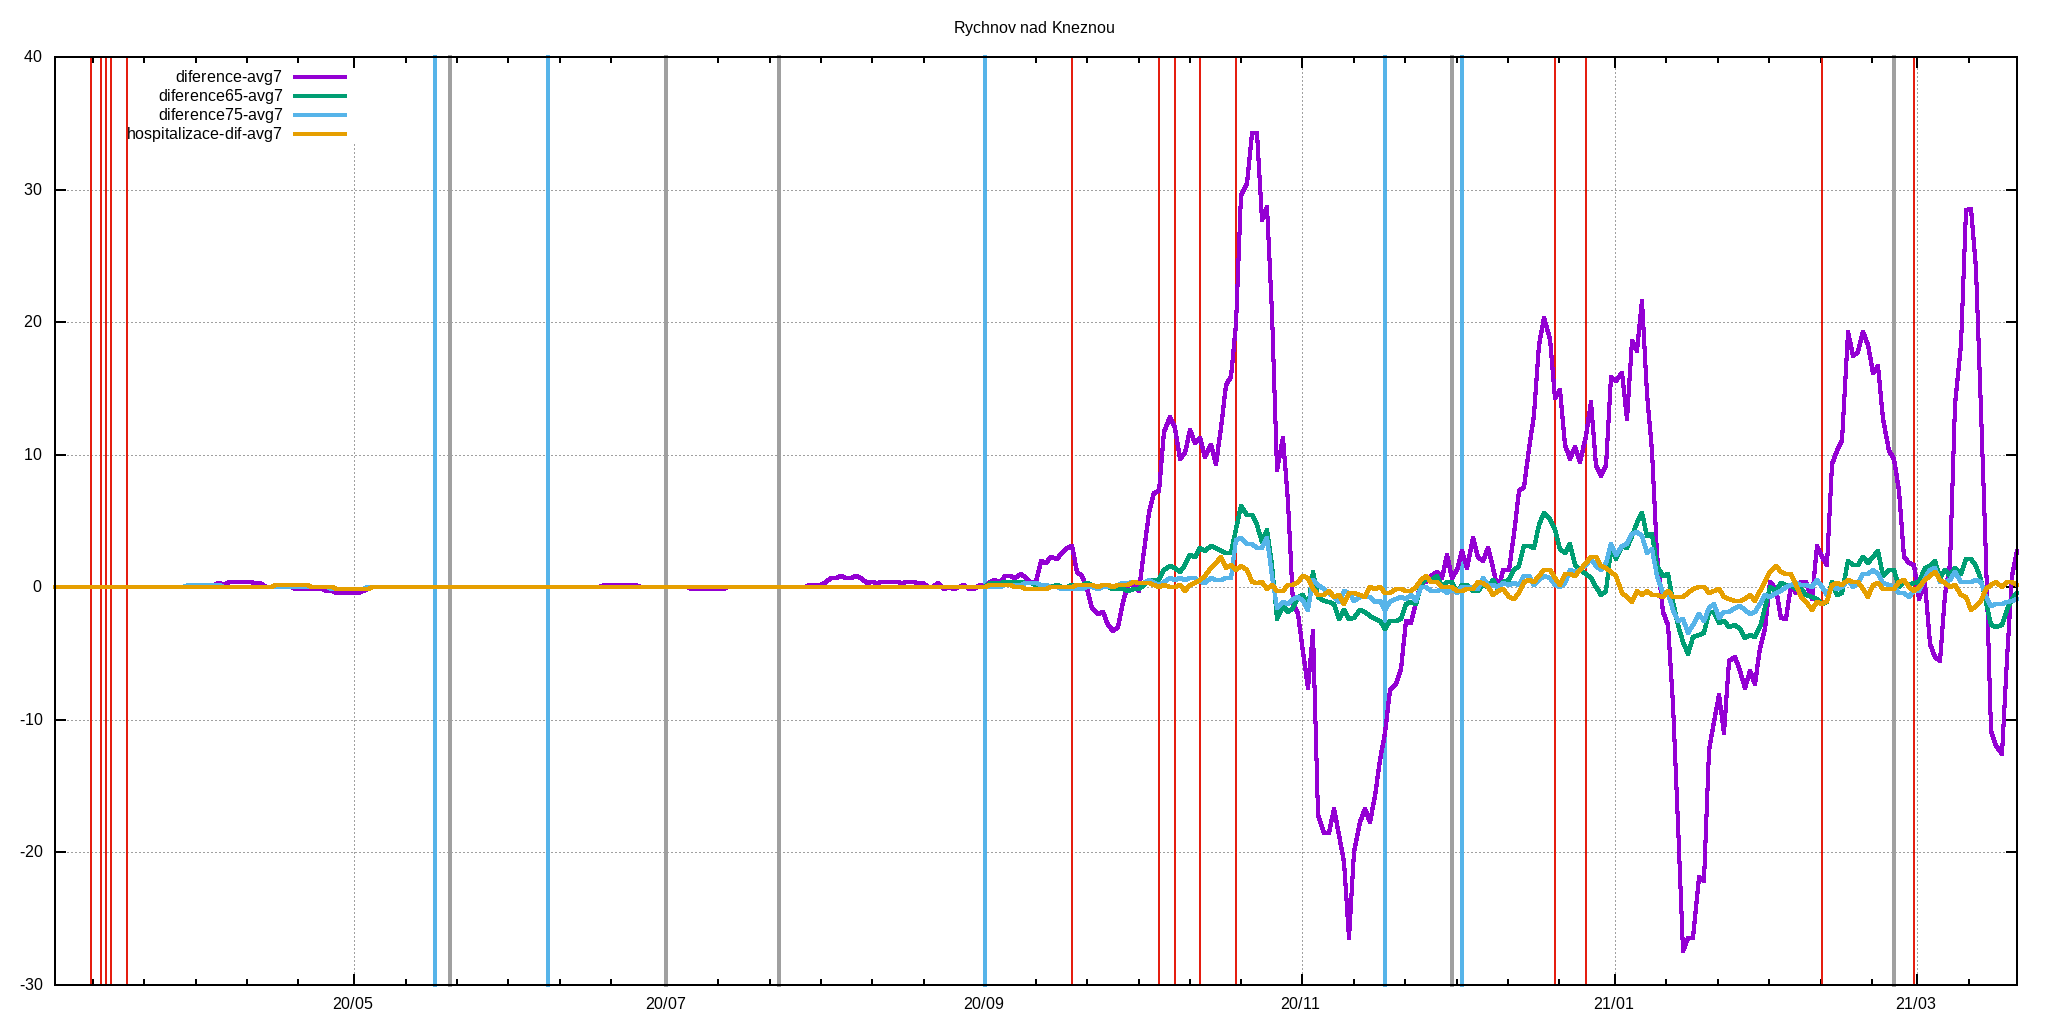 Rychnov nad Kneznou
40
diference-avg7
diference65-avg7
diference75-avg7
hospitalizace-dif-avg7
30
20
10
0
-10
-20
-30
20/05
20/07
20/09
20/11
21/01
21/03